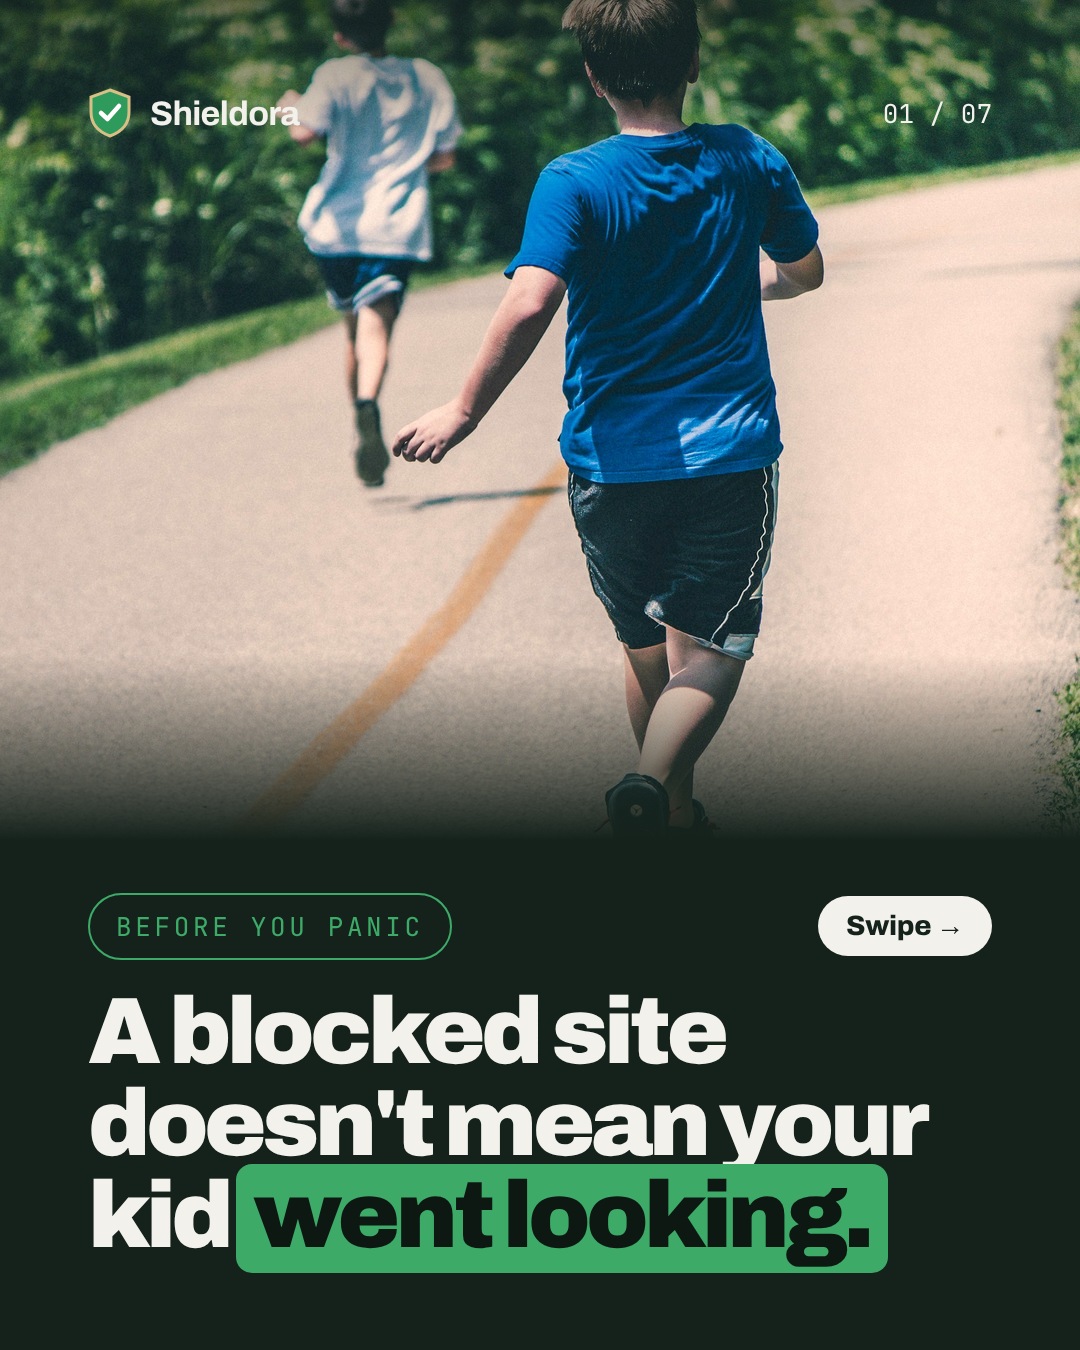 Shieldora
01 / 07
BEFORE YOU PANIC
Swipe →
A blocked site
doesn't mean your
kid went looking.